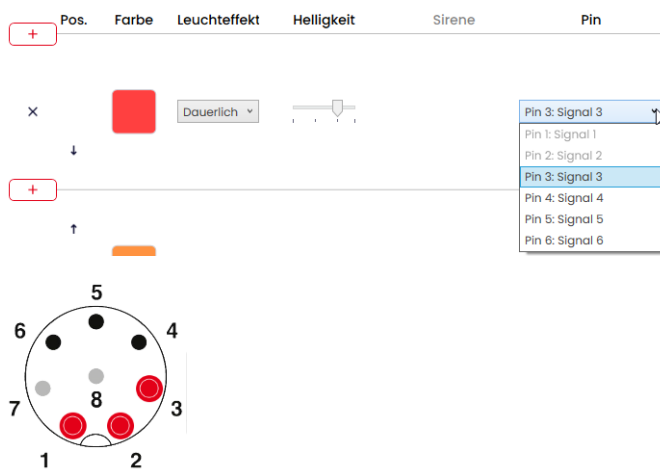 Pos. Farbe Leuchteffekt Helligkeit Sirene Pin
+
× Dauerlich Pin 3: Signal 3
Pin 1: Signal 1
Pin 2: Signal 2
↓
Pin 3: Signal 3
+
Pin 4: Signal 4
Pin 5: Signal 5
↑
Pin 6: Signal 6
5
6 4
7 8 3
1 2